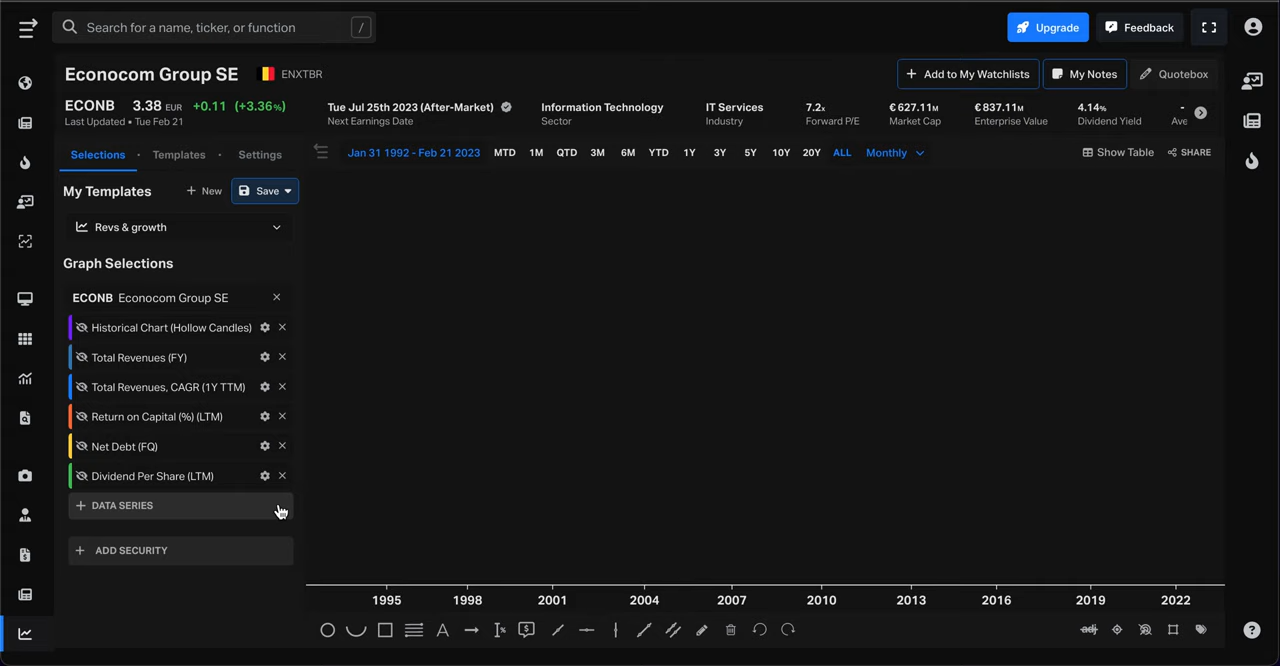 Search for a name, ticker, or function /
Upgrade
Feedback
Econocom Group SE ENXTBR
+ Add to My Watchlists
My Notes
Quotebox
ECONB 3.38 EUR +0.11 (+3.36%)
Last Updated • Tue Feb 21
Tue Jul 25th 2023 (After-Market)
Next Earnings Date
Information Technology
Sector
IT Services
Industry
7.2x
Forward P/E
€627.11M
Market Cap
€837.11M
Enterprise Value
4.14%
Dividend Yield
-
Ave
Selections • Templates • Settings
Jan 31 1992 - Feb 21 2023 MTD 1M QTD 3M 6M YTD 1Y 3Y 5Y 10Y 20Y ALL Monthly
Show Table
SHARE
My Templates + New Save
Revs & growth
Graph Selections
ECONB Econocom Group SE
Historical Chart (Hollow Candles)
Total Revenues (FY)
Total Revenues, CAGR (1Y TTM)
Return on Capital (%) (LTM)
Net Debt (FQ)
Dividend Per Share (LTM)
+ DATA SERIES
+ ADD SECURITY
1995 1998 2001 2004 2007 2010 2013 2016 2019 2022
A
adj
?